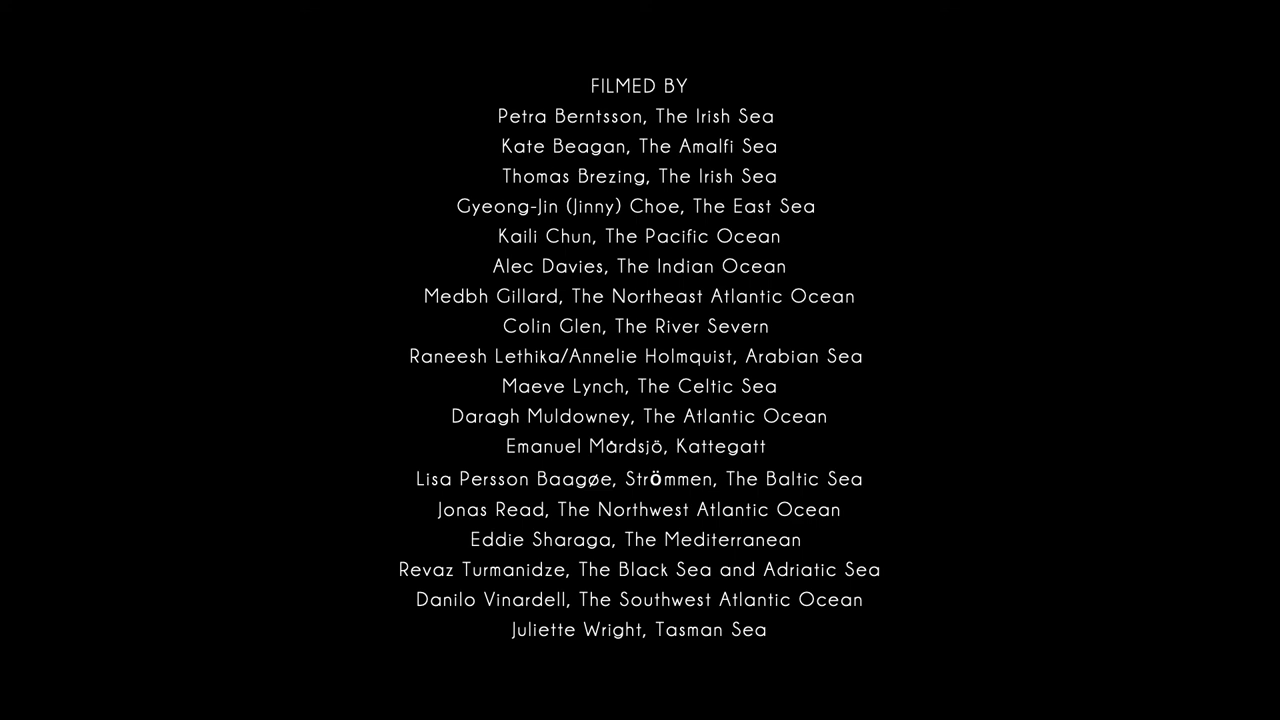 FILMED BY
Petra Berntsson, The Irish Sea
Kate Beagan, The Amalfi Sea
Thomas Brezing, The Irish Sea
Gyeong-Jin (Jinny) Choe, The East Sea
Kaili Chun, The Pacific Ocean
Alec Davies, The Indian Ocean
Medbh Gillard, The Northeast Atlantic Ocean
Colin Glen, The River Severn
Raneesh Lethika/Annelie Holmquist, Arabian Sea
Maeve Lynch, The Celtic Sea
Daragh Muldowney, The Atlantic Ocean
Emanuel Mårdsjö, Kattegatt
Lisa Persson Baagøe, Strömmen, The Baltic Sea
Jonas Read, The Northwest Atlantic Ocean
Eddie Sharaga, The Mediterranean
Revaz Turmanidze, The Black Sea and Adriatic Sea
Danilo Vinardell, The Southwest Atlantic Ocean
Juliette Wright, Tasman Sea